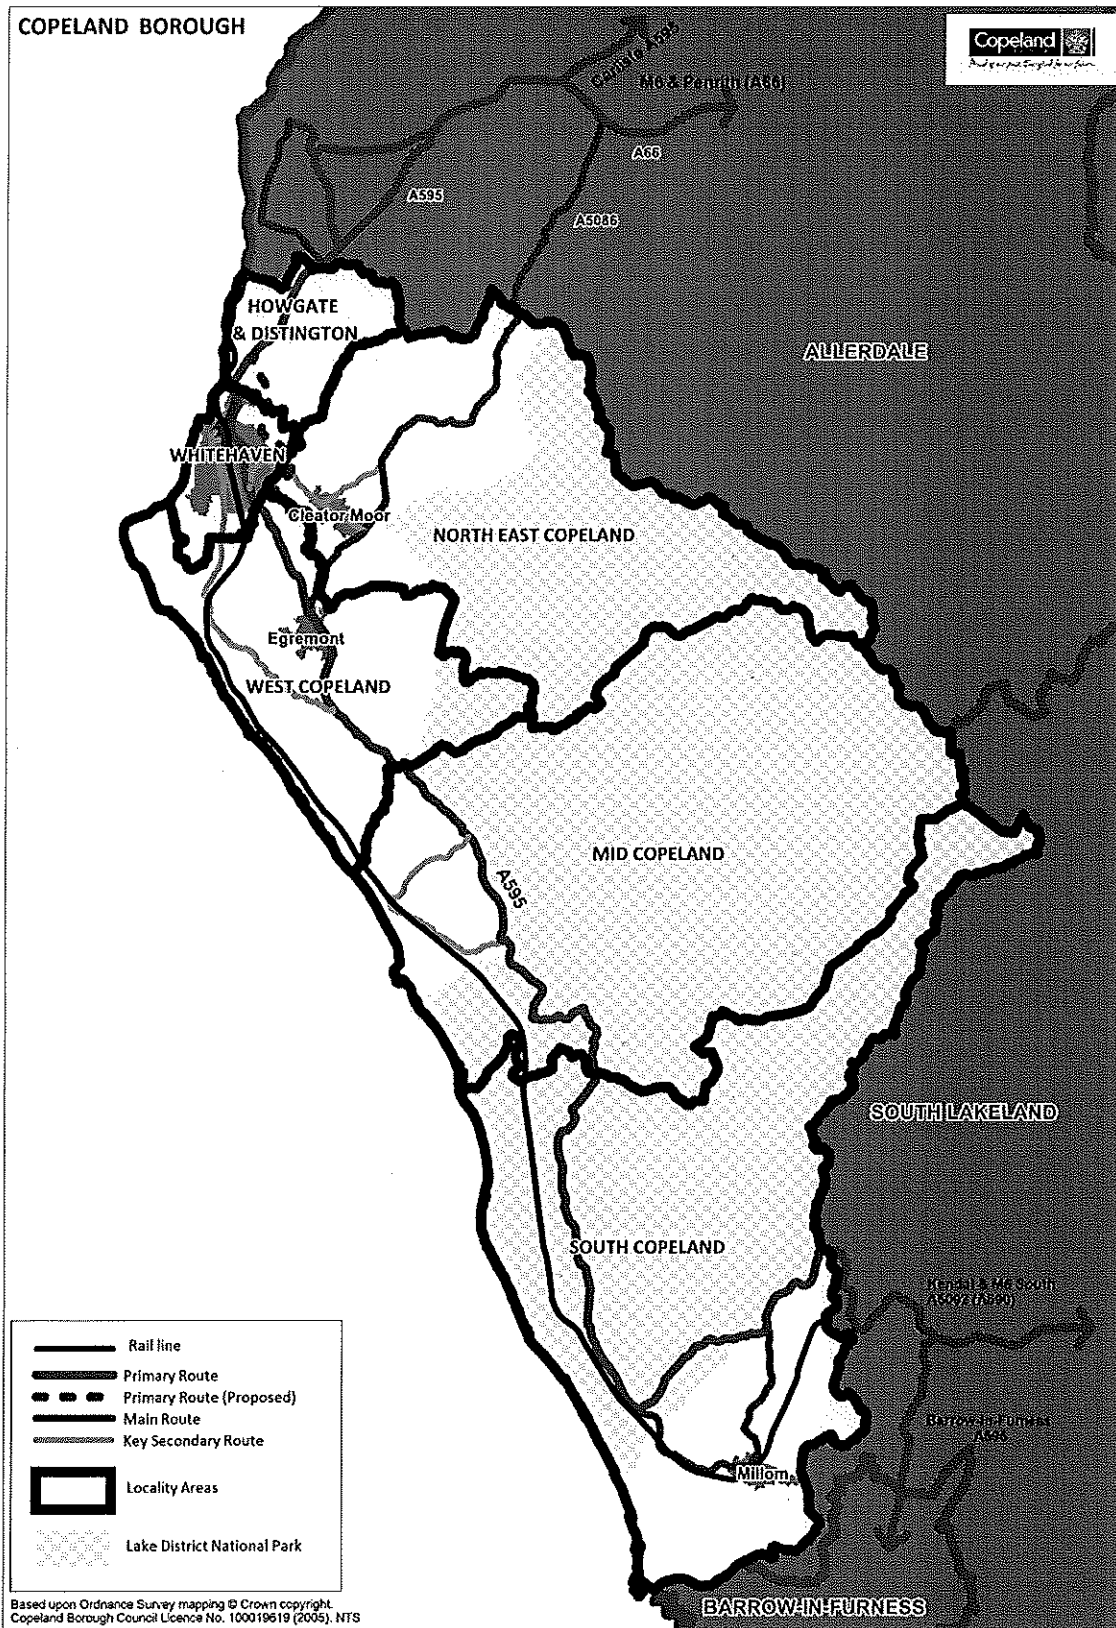 COPELAND BOROUGH
Copeland
Carlisle A595
M6 & Penrith (A66)
A66
A595
A5086
HOWGATE
& DISTINGTON
ALLERDALE
WHITEHAVEN
Cleator Moor
NORTH EAST COPELAND
Egremont
WEST COPELAND
MID COPELAND
A595
SOUTH LAKELAND
SOUTH COPELAND
Kendal & M6 South
A5092 (A590)
Barrow-in-Furness
A595
Millom
BARROW-IN-FURNESS
Rail line
Primary Route
Primary Route (Proposed)
Main Route
Key Secondary Route
Locality Areas
Lake District National Park
Based upon Ordnance Survey mapping © Crown copyright.
Copeland Borough Council Licence No. 100019619 (2005). NTS